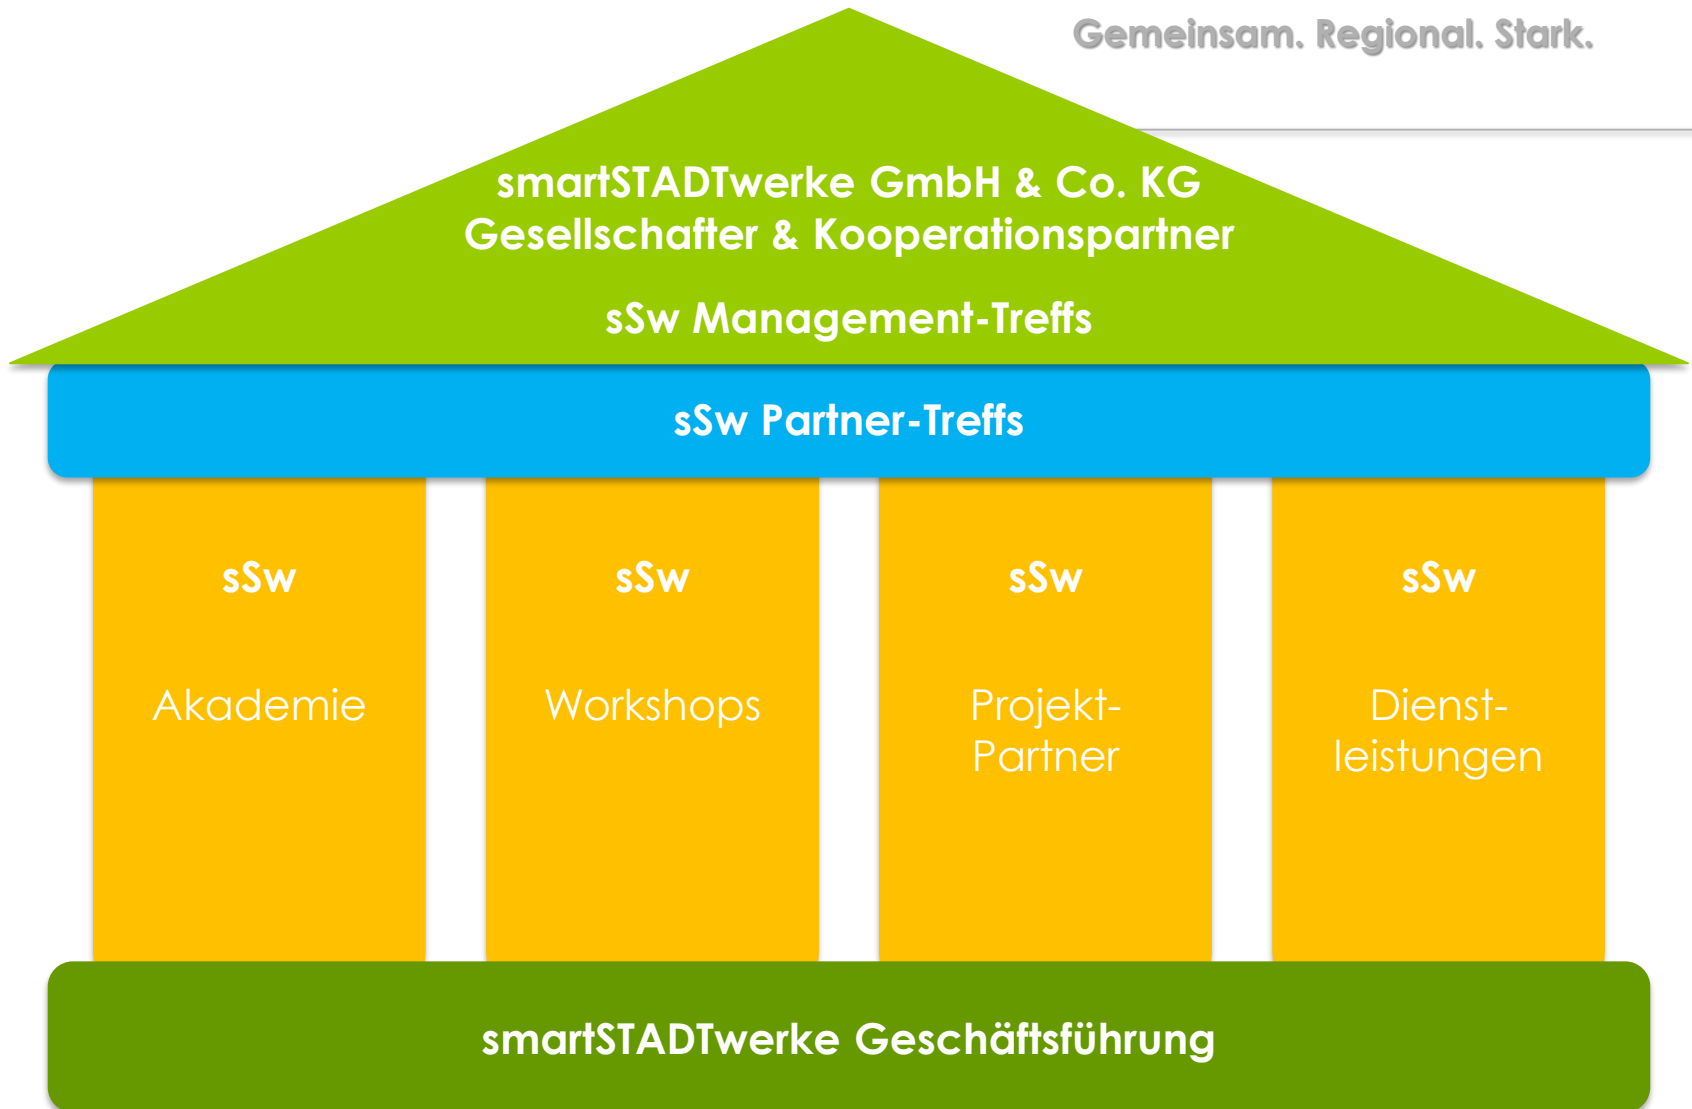 Gemeinsam. Regional. Stark.
smartSTADTwerke GmbH & Co. KG
Gesellschafter & Kooperationspartner
sSw Management-Treffs
sSw Partner-Treffs
sSw
Akademie
sSw
Workshops
sSw
Projekt-
Partner
sSw
Dienst-
leistungen
smartSTADTwerke Geschäftsführung